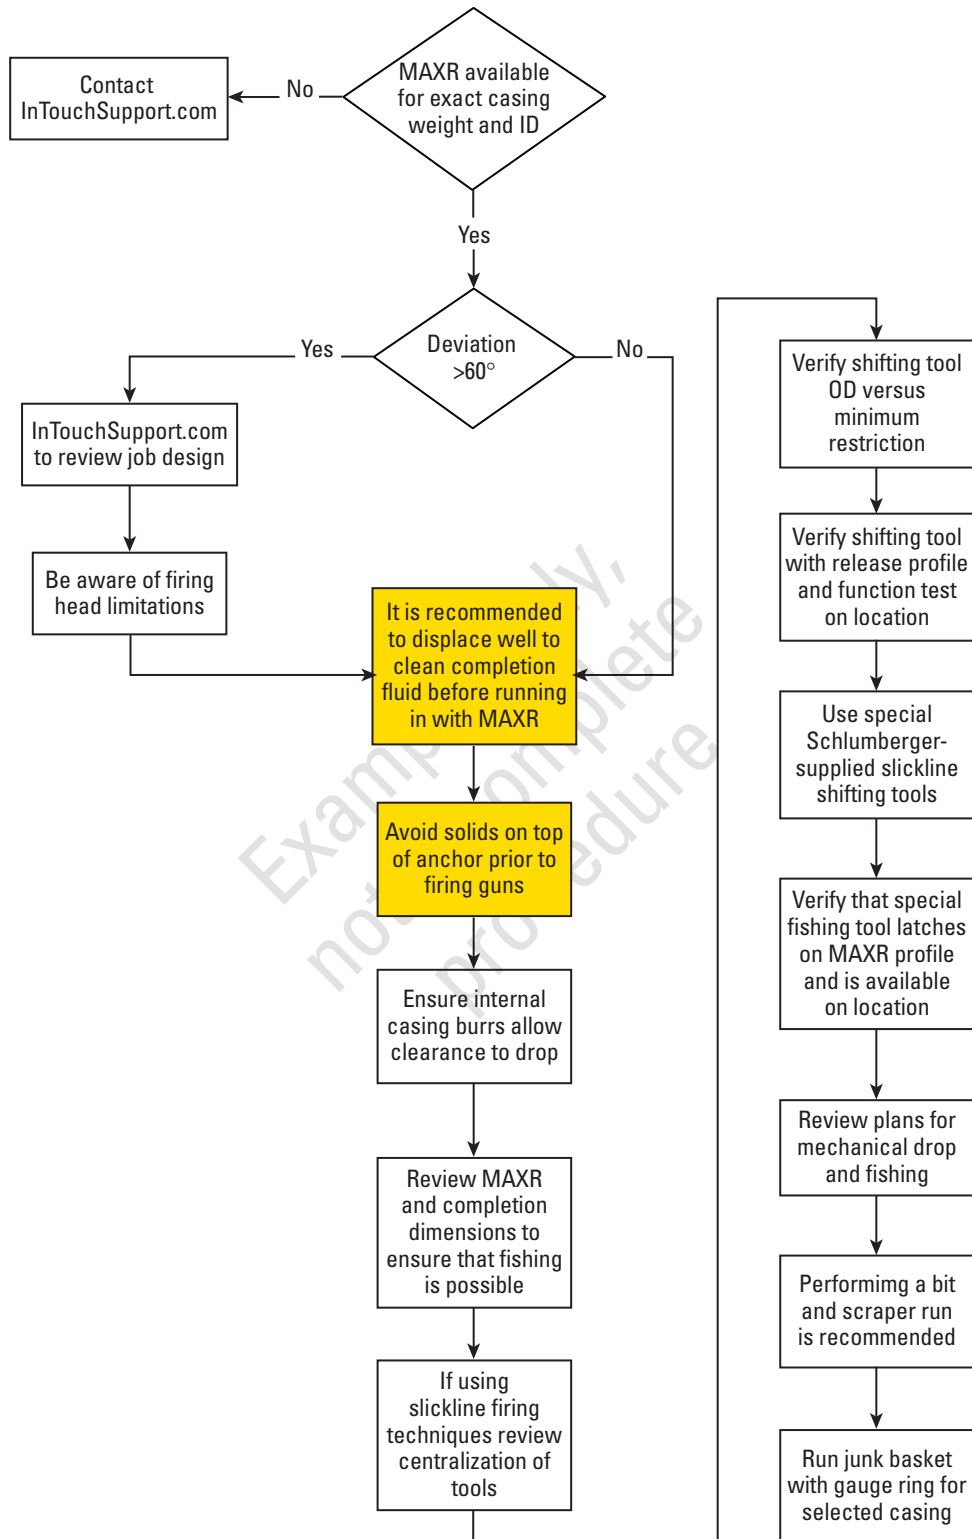 MAXR available
for exact casing
weight and ID
No
Contact
InTouchSupport.com
Yes
Deviation
>60°
Yes
No
InTouchSupport.com
to review job design
Be aware of firing
head limitations
It is recommended
to displace well to
clean completion
fluid before running
in with MAXR
Avoid solids on top
of anchor prior to
firing guns
Ensure internal
casing burrs allow
clearance to drop
Review MAXR
and completion
dimensions to
ensure that fishing
is possible
If using
slickline firing
techniques review
centralization of
tools
Verify shifting tool
OD versus
minimum
restriction
Verify shifting tool
with release profile
and function test
on location
Use special
Schlumberger-
supplied slickline
shifting tools
Verify that special
fishing tool latches
on MAXR profile
and is available
on location
Review plans for
mechanical drop
and fishing
Performimg a bit
and scraper run
is recommended
Run junk basket
with gauge ring for
selected casing
Example only,
not complete
procedure